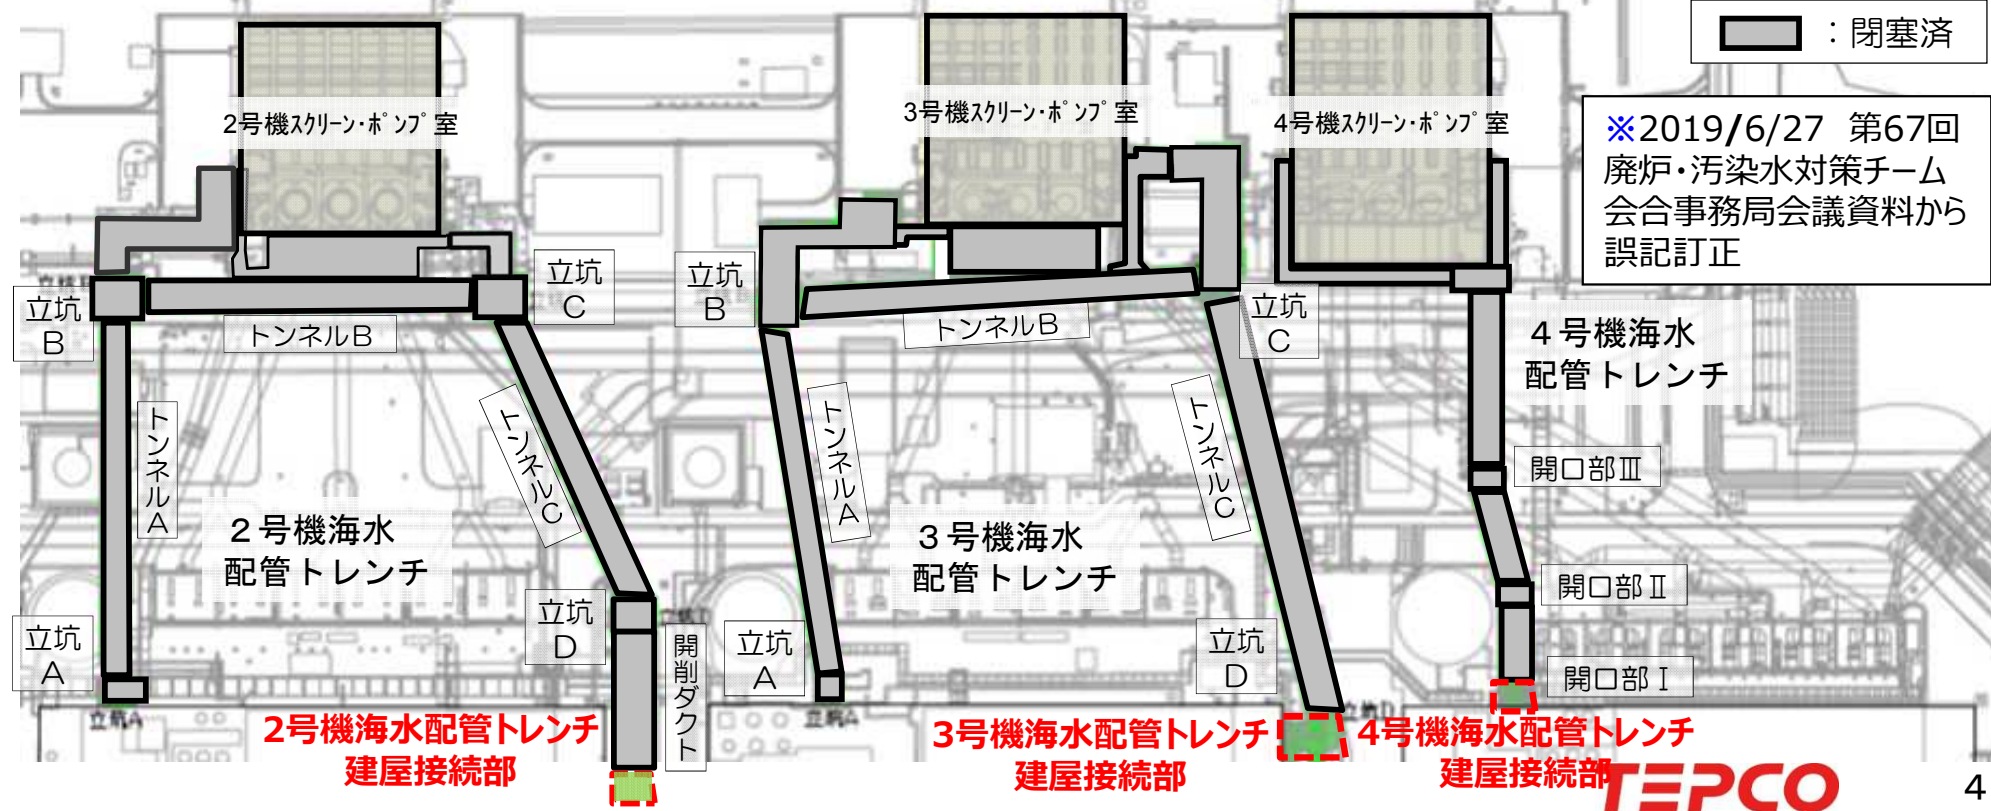 ：閉塞済
※2019/6/27 第67回
廃炉・汚染水対策チーム
会合事務局会議資料から
誤記訂正
2号機スクリーン・ポンプ室
3号機スクリーン・ポンプ室
4号機スクリーン・ポンプ室
立坑
B
トンネルB
立坑
C
トンネルA
トンネルC
2号機海水
配管トレンチ
立坑
A
立坑A
立坑
D
開削ダクト
2号機海水配管トレンチ
建屋接続部
立坑
B
トンネルB
立坑
C
トンネルA
トンネルC
3号機海水
配管トレンチ
立坑
A
立坑A
立坑
D
立坑D
3号機海水配管トレンチ
建屋接続部
4号機海水
配管トレンチ
開口部Ⅲ
開口部Ⅱ
開口部Ⅰ
4号機海水配管トレンチ
建屋接続部
TEPCO
4